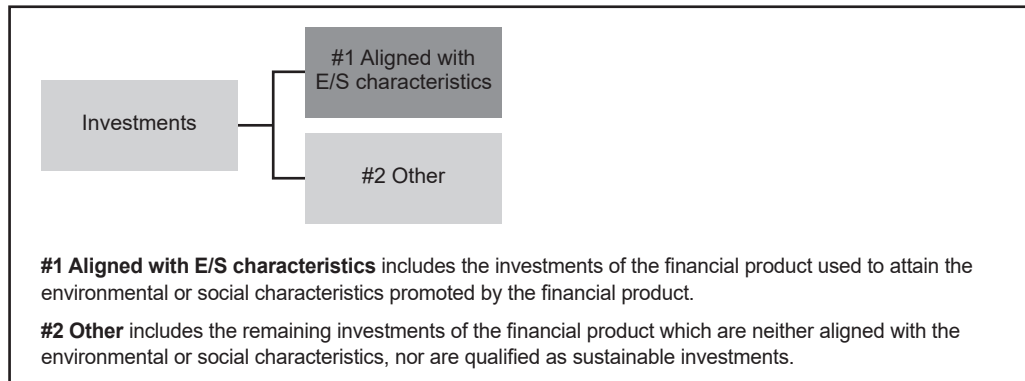 #1 Aligned with
E/S characteristics
Investments
#2 Other
#1 Aligned with E/S characteristics includes the investments of the financial product used to attain the
environmental or social characteristics promoted by the financial product.
#2 Other includes the remaining investments of the financial product which are neither aligned with the
environmental or social characteristics, nor are qualified as sustainable investments.